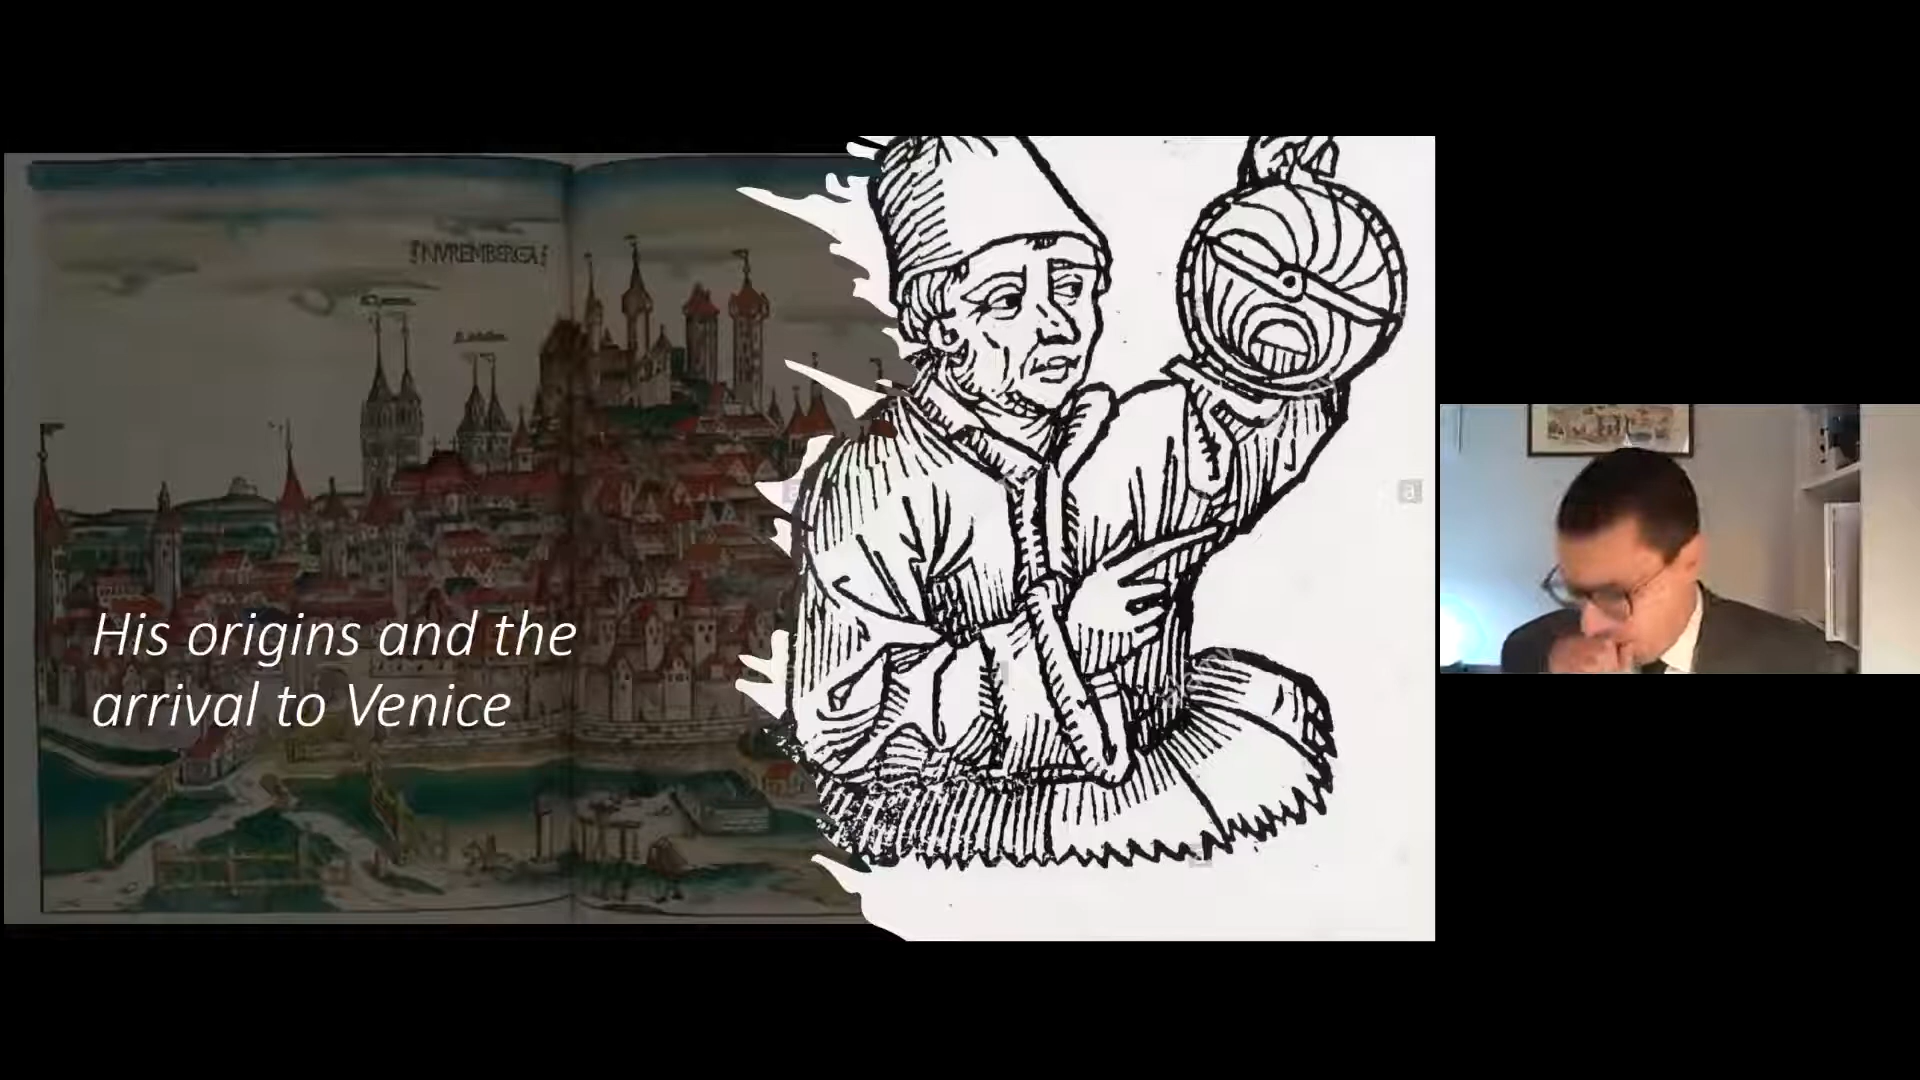 NVREMBERGA
His origins and the
arrival to Venice
a
a